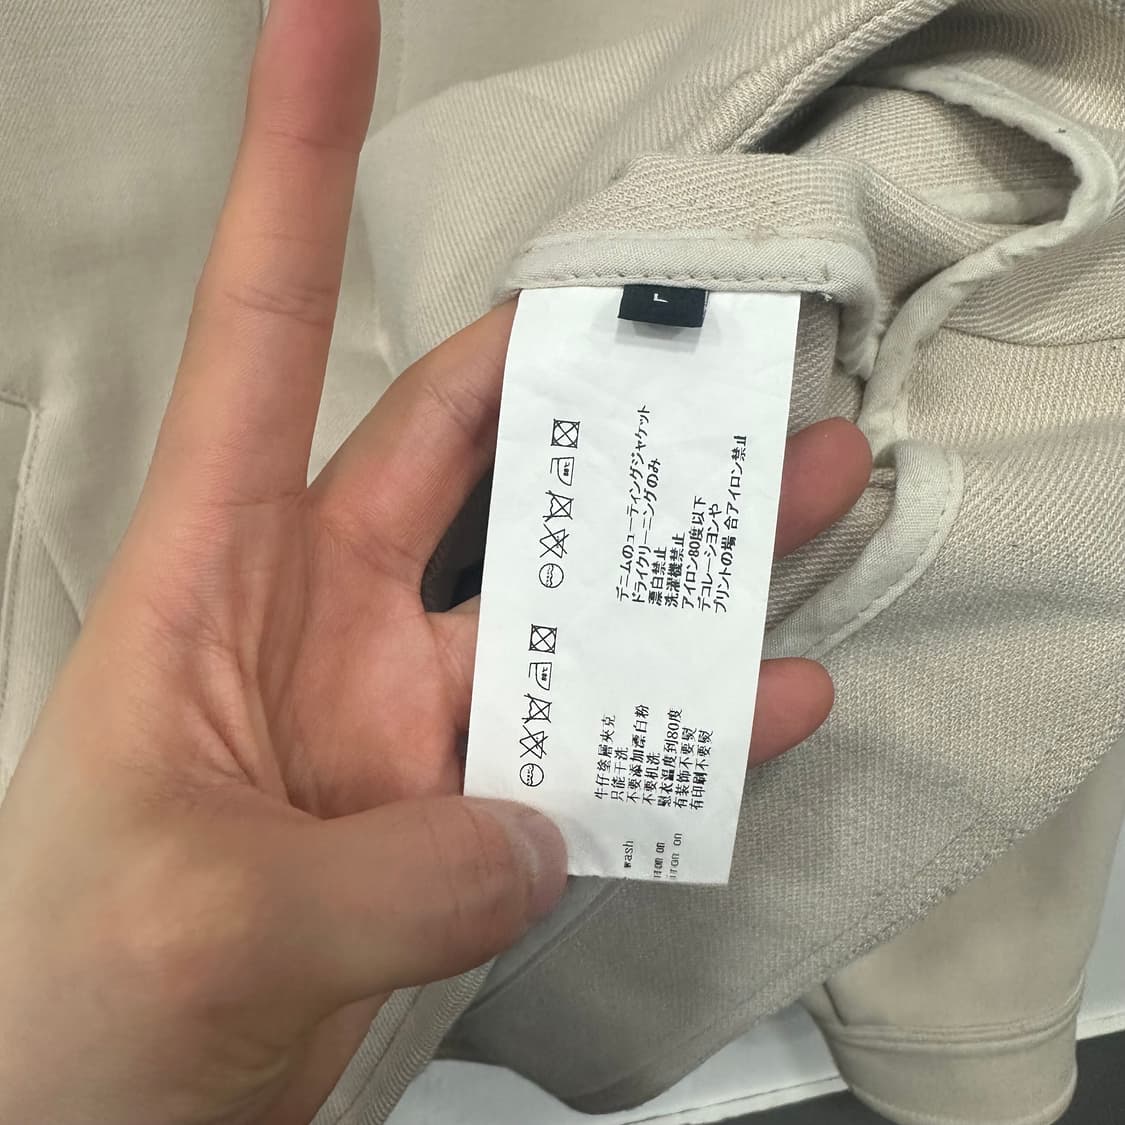 L
デニムのューティングジャケット
ドライクリーニングのみ
漂白禁止
洗濯機禁止
アイロン80度以下
デコレーションや
プリントの場 合アイロン禁止
牛仔塗層夹克
只能干洗
不要添加漂白粉
不要机洗
慰衣温度到80度
有装饰不要熨
有印刷不要熨
wash
iron on
iron on